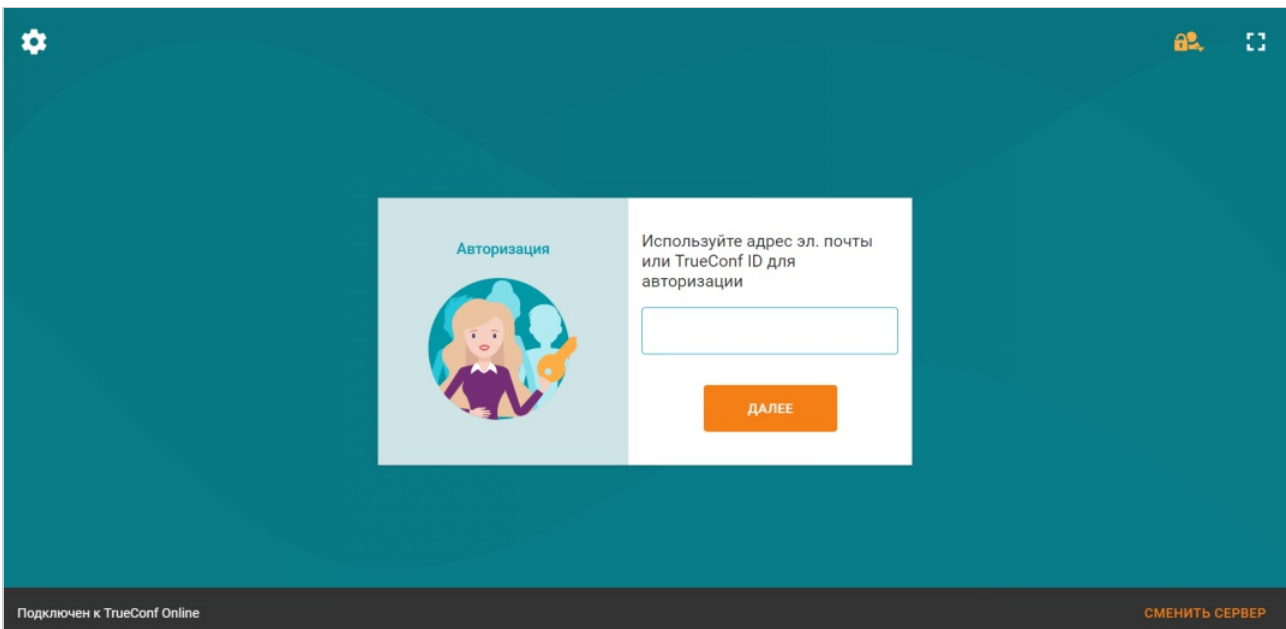 Авторизация
Используйте адрес эл. почты
или TrueConf ID для
авторизации
ДАЛЕЕ
Подключен к TrueConf Online
СМЕНИТЬ СЕРВЕР